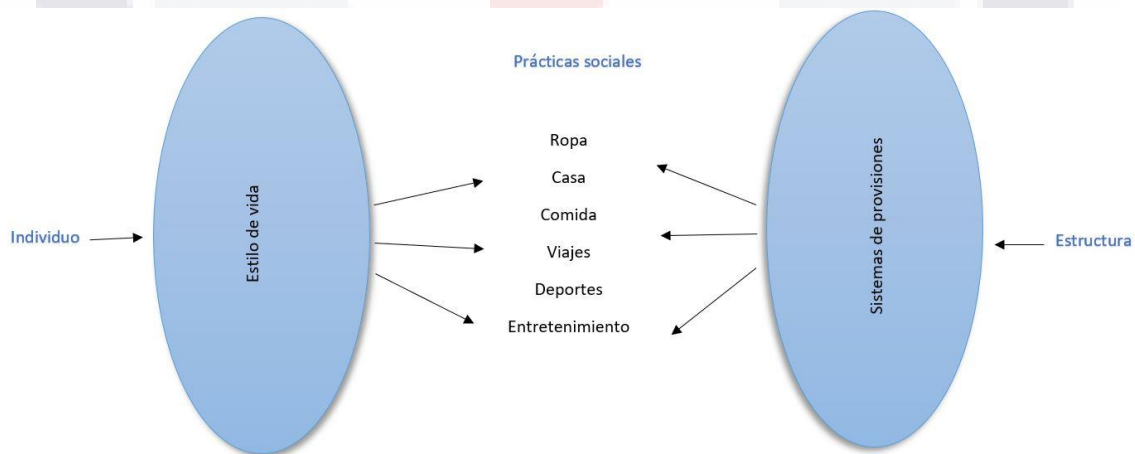 Prácticas sociales
Ropa
Casa
Comida
Viajes
Deportes
Entretenimiento
Individuo
Estilo de vida
Sistemas de provisiones
Estructura